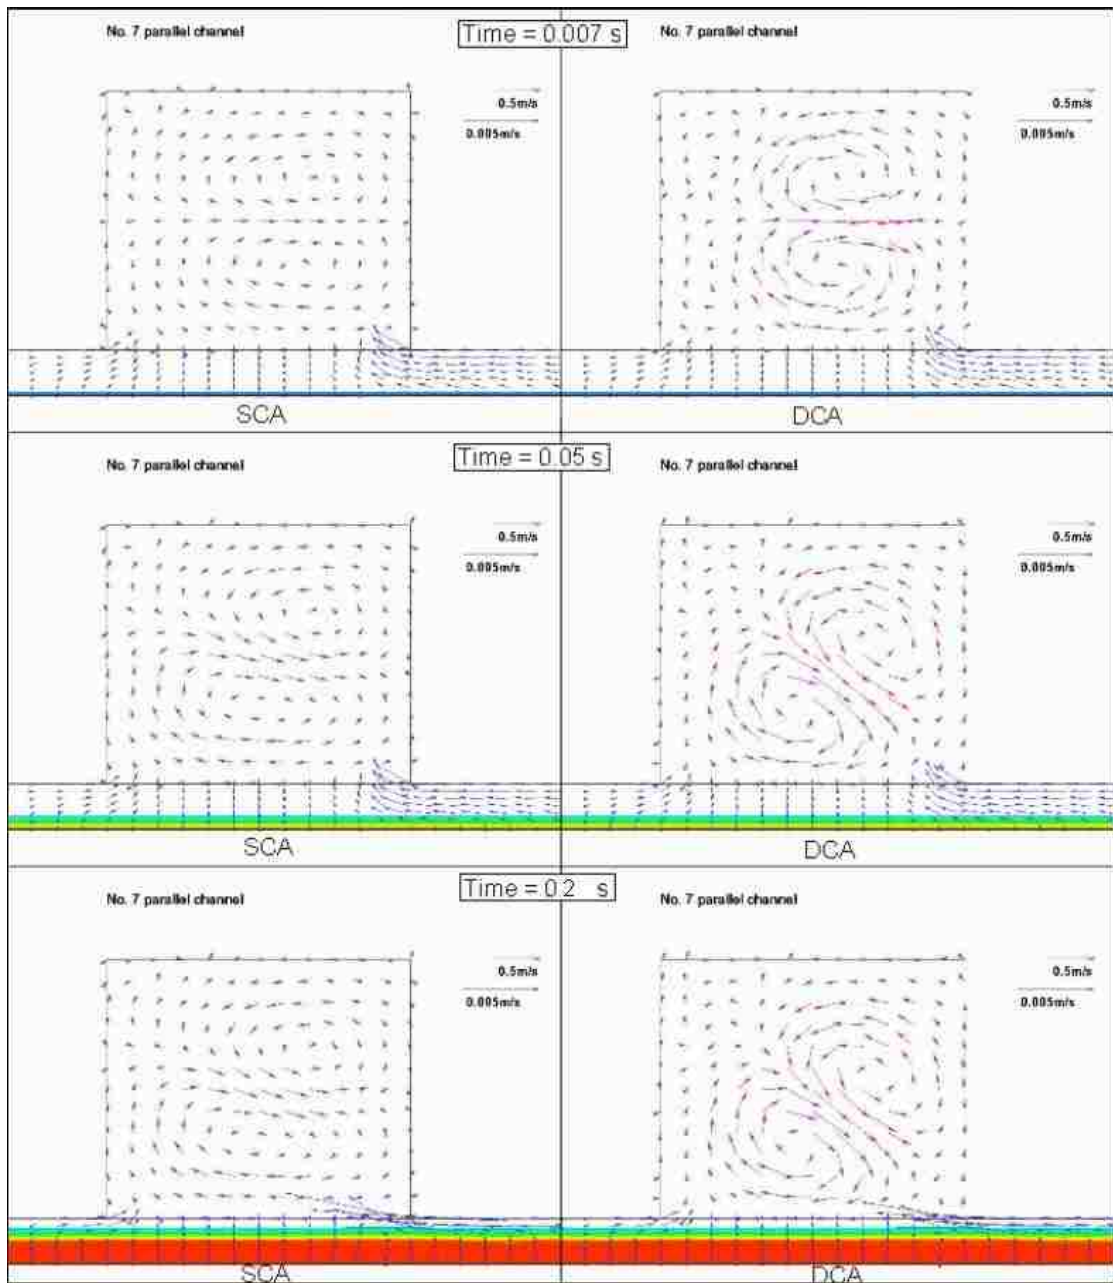 No. 7 parallel channel
Time = 0.007 s
No. 7 parallel channel
0.5m/s
0.005m/s
0.5m/s
0.005m/s
SCA
DCA
No. 7 parallel channel
Time = 0.05 s
No. 7 parallel channel
0.5m/s
0.005m/s
0.5m/s
0.005m/s
SCA
DCA
No. 7 parallel channel
Time = 0.2 s
No. 7 parallel channel
0.5m/s
0.005m/s
0.5m/s
0.005m/s
SCA
DCA